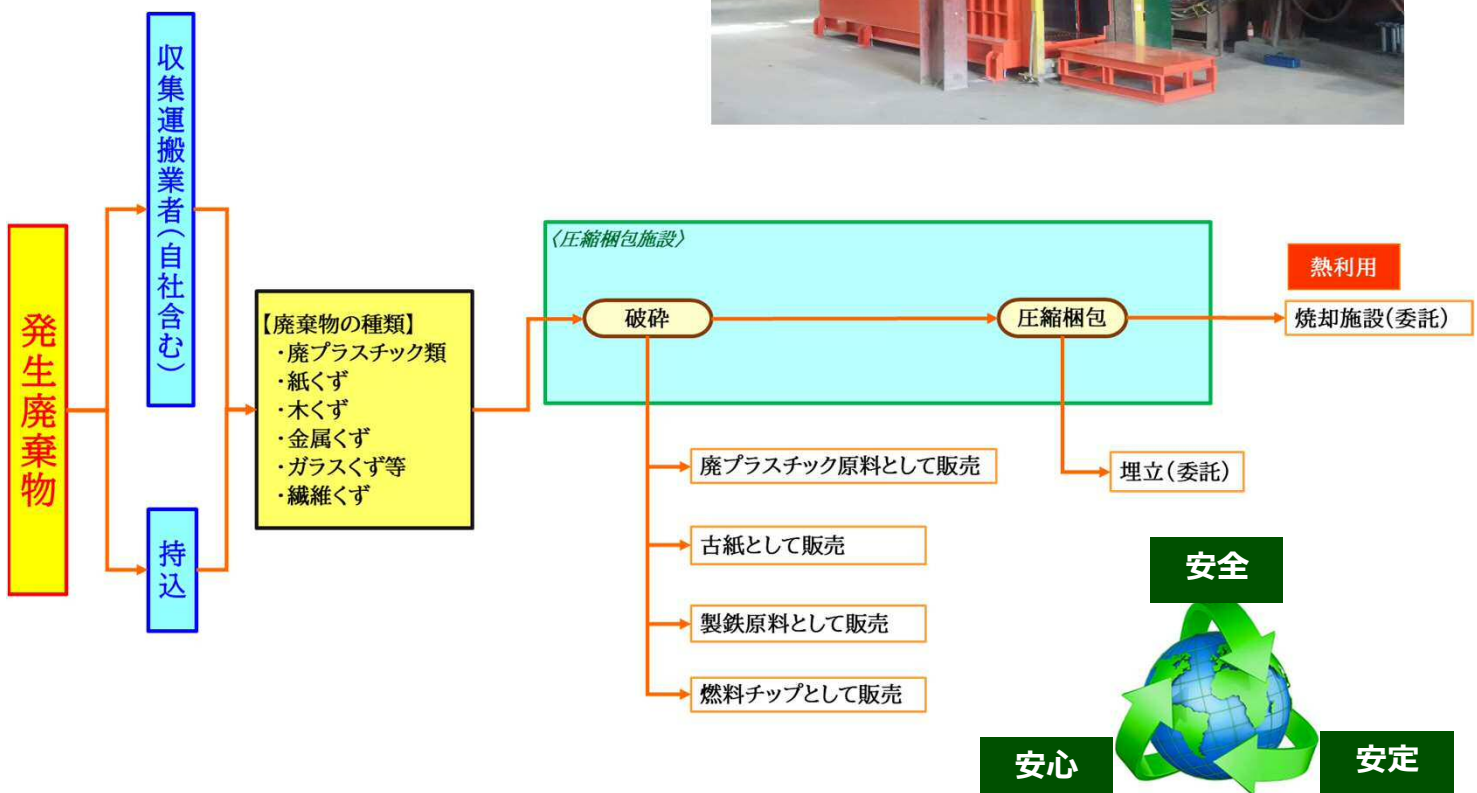 発生廃棄物
収集運搬業者(自社含む)
持込
【廃棄物の種類】
・廃プラスチック類
・紙くず
・木くず
・金属くず
・ガラスくず等
・繊維くず
〈圧縮梱包施設〉
破砕
圧縮梱包
熱利用
焼却施設(委託)
廃プラスチック原料として販売
古紙として販売
製鉄原料として販売
燃料チップとして販売
埋立(委託)
安全
安心
安定